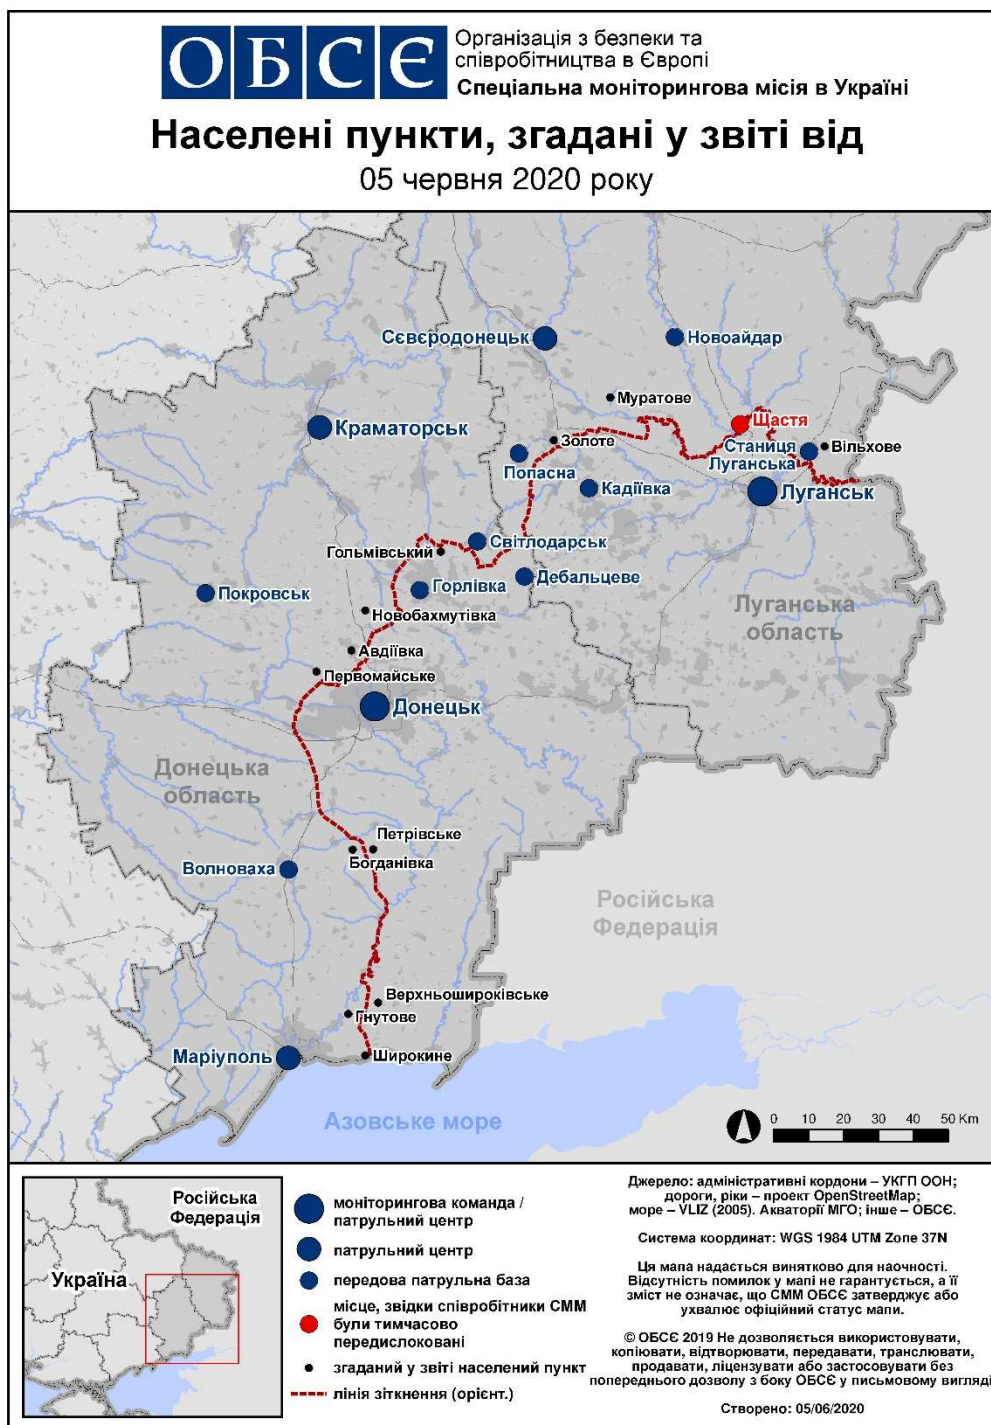 ОБСЄ
Організація з безпеки та
співробітництва в Європі
Спеціальна моніторингова місія в Україні
Населені пункти, згадані у звіті від
05 червня 2020 року
Сєвєродонецьк
Новоайдар
Муратове
Краматорськ
Щастя
Золоте
Станиця
Луганська
Вільхове
Попасна
Кадіївка
Луганськ
Світлодарськ
Гольмівський
Дебальцеве
Горлівка
Покровськ
Новобахмутівка
Луганська
область
Авдіївка
Первомайське
Донецьк
Донецька
область
Петрівське
Богданівка
Волноваха
Російська
Федерація
Верхньошироківське
Гнутове
Широкине
Маріуполь
Азовське море
0 10 20 30 40 50 Km
Російська
Федерація
Україна
моніторингова команда /
патрульний центр
патрульний центр
передова патрульна база
місце, звідки співробітники СММ
були тимчасово
передислоковані
згаданий у звіті населений пункт
лінія зіткнення (орієнт.)
Джерело: адміністративні кордони – УКГП ООН;
дороги, ріки – проект OpenStreetMap;
море – VLIZ (2005). Акваторії МГО; інше – ОБСЄ.
Система координат: WGS 1984 UTM Zone 37N
Ця мапа надається винятково для наочності.
Відсутність помилок у мапі не гарантується, а її
зміст не означає, що СММ ОБСЄ затверджує або
ухвалює офіційний статус мапи.
© ОБСЄ 2019 Не дозволяється використовувати,
копіювати, відтворювати, передавати, транслювати,
продавати, ліцензувати або застосовувати без
попереднього дозволу з боку ОБСЄ у письмовому вигляді
Створено: 05/06/2020